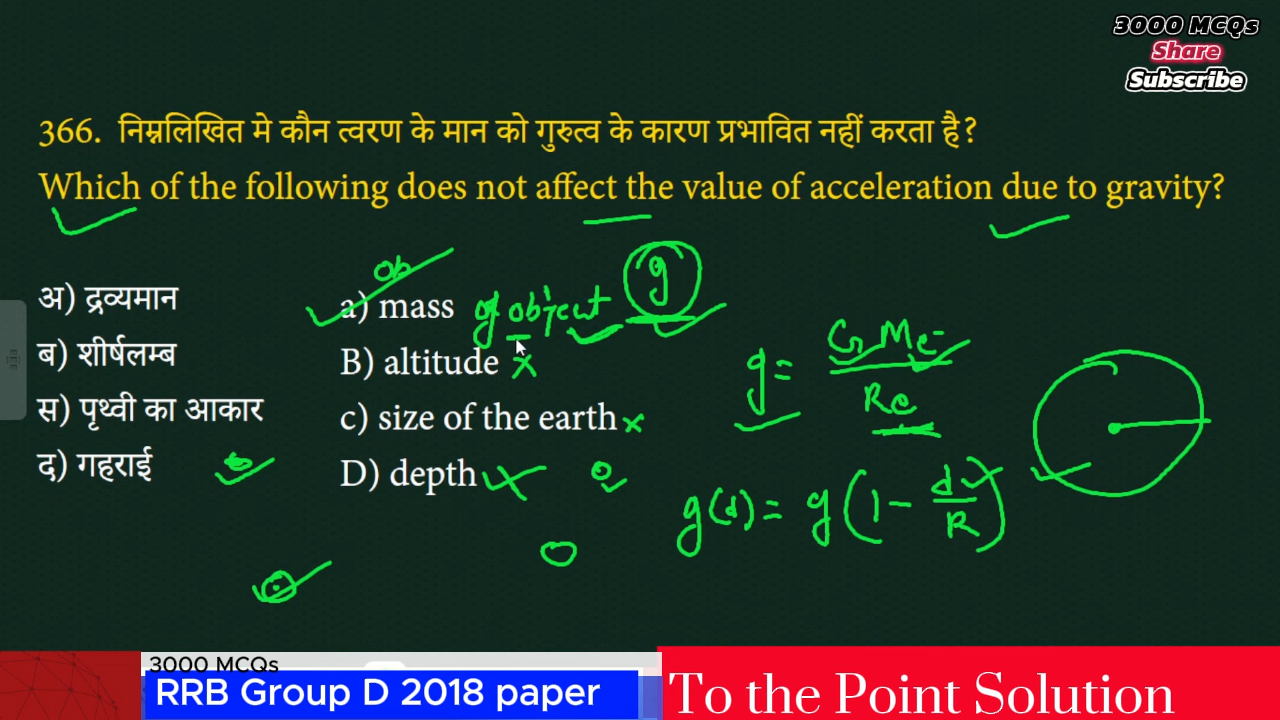 3000 MCQs
Share
Subscribe
366. निम्नलिखित मे कौन त्वरण के मान को गुरुत्व के कारण प्रभावित नहीं करता है?
Which of the following does not affect the value of acceleration due to gravity?
अ) द्रव्यमान
a) mass of object g
ob
ब) शीर्षलम्ब
B) altitude x
स) पृथ्वी का आकार
c) size of the earth x
द) गहराई
D) depth
g = GMe / Re
g(d) = g(1 - d/R)
3000 MCQs
RRB Group D 2018 paper
To the Point Solution